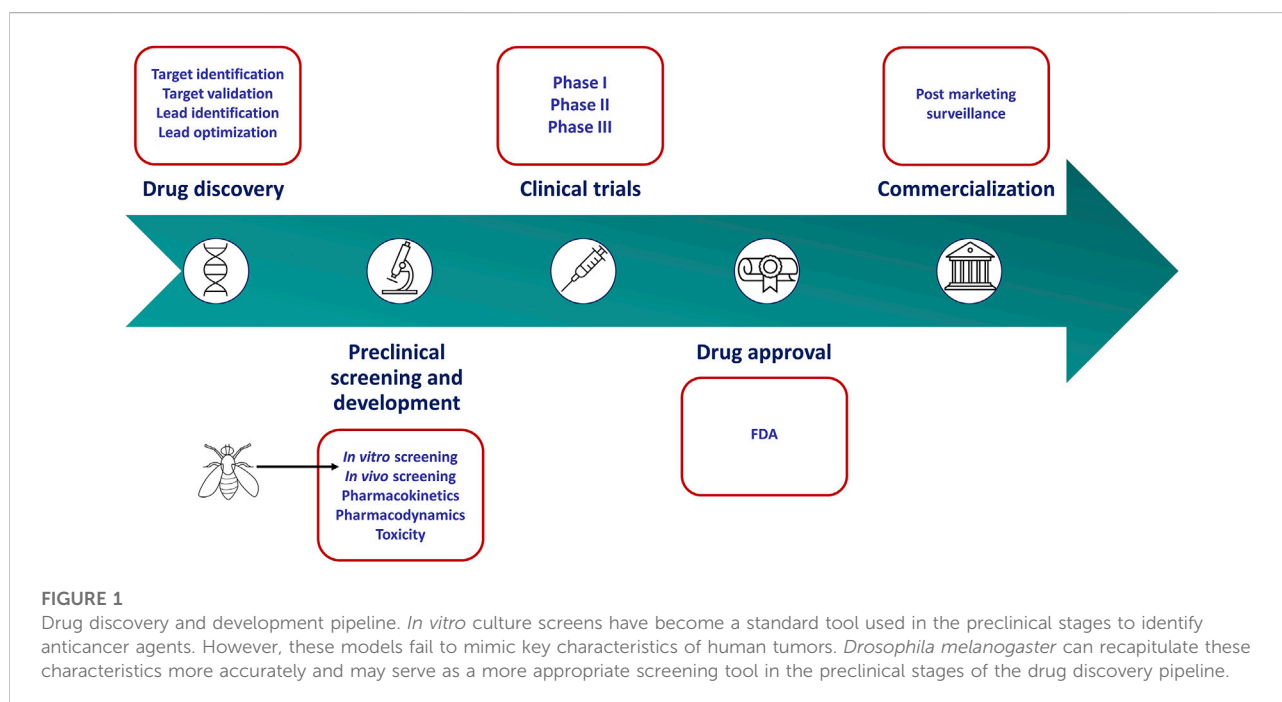 Target identification
Target validation
Lead identification
Lead optimization
Drug discovery
Phase I
Phase II
Phase III
Clinical trials
Post marketing
surveillance
Commercialization
Preclinical
screening and
development
In vitro screening
In vivo screening
Pharmacokinetics
Pharmacodynamics
Toxicity
Drug approval
FDA
FIGURE 1
Drug discovery and development pipeline. In vitro culture screens have become a standard tool used in the preclinical stages to identify
anticancer agents. However, these models fail to mimic key characteristics of human tumors. Drosophila melanogaster can recapitulate these
characteristics more accurately and may serve as a more appropriate screening tool in the preclinical stages of the drug discovery pipeline.